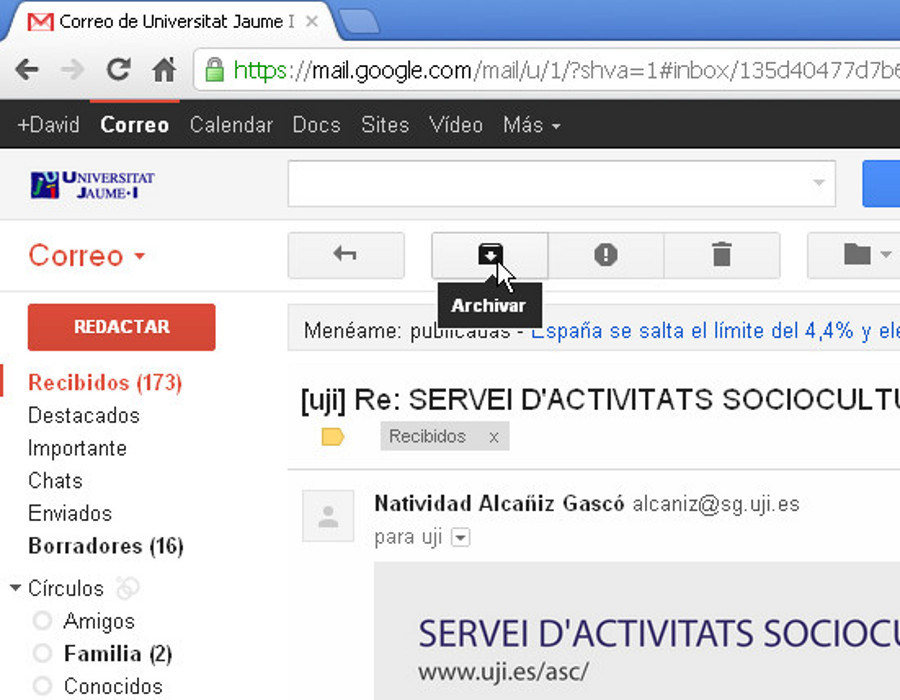 Correo de Universitat Jaume I
https://mail.google.com/mail/u/1/?shva=1#inbox/135d40477d7b6
+David Correo Calendar Docs Sites Vídeo Más
UNIVERSITAT
JAUME·I
Correo
Archivar
REDACTAR
Menéame: publicadas - España se salta el límite del 4,4% y ele
Recibidos (173)
Destacados
Importante
Chats
Enviados
Borradores (16)
Círculos
Amigos
Familia (2)
Conocidos
[uji] Re: SERVEI D'ACTIVITATS SOCIOCULTU
Recibidos x
Natividad Alcañiz Gascó alcaniz@sg.uji.es
para uji
SERVEI D'ACTIVITATS SOCIOCU
www.uji.es/asc/